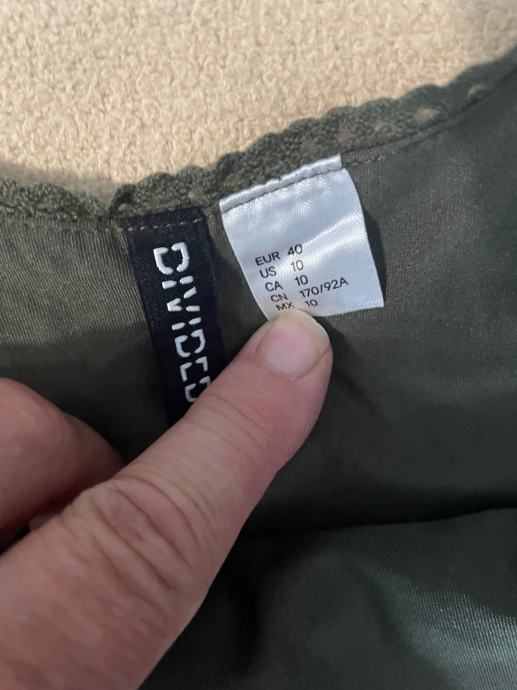 DIVIDED
EUR 40
US 10
CA 10
CN 170/92A
MX 10